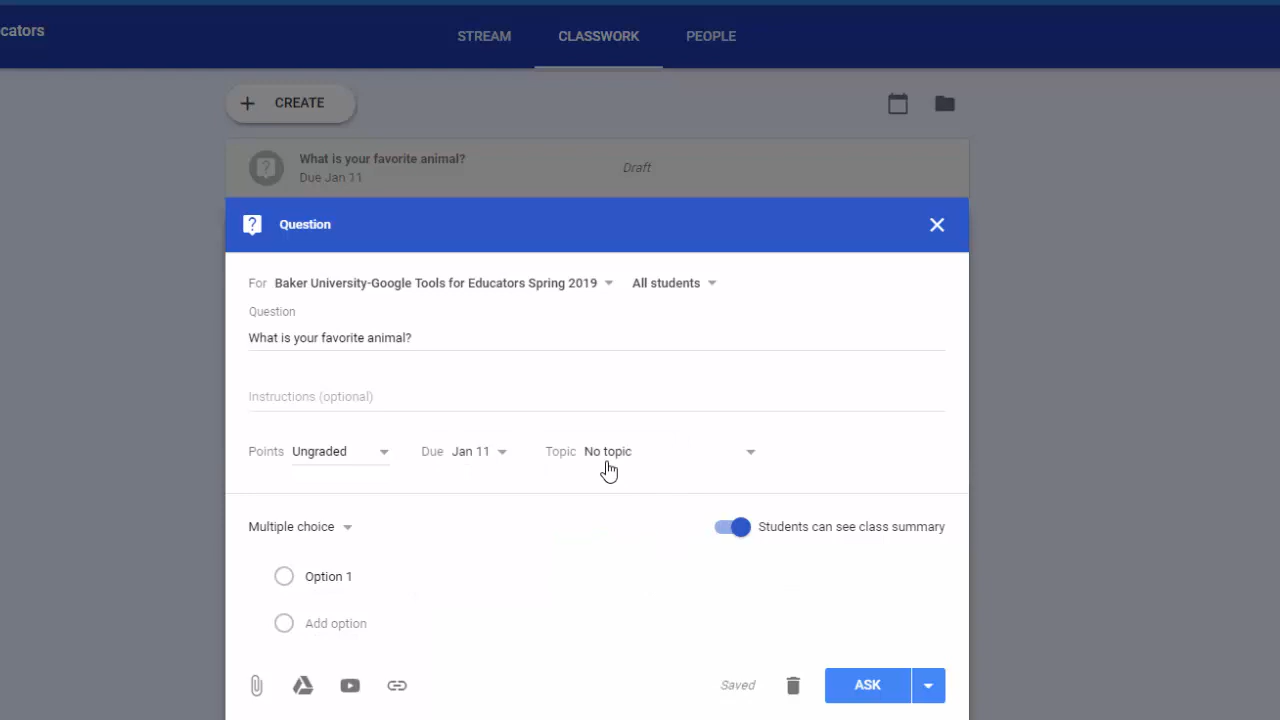 cators
STREAM CLASSWORK PEOPLE
+ CREATE
What is your favorite animal?
Due Jan 11
Draft
Question
For Baker University-Google Tools for Educators Spring 2019 All students
Question
What is your favorite animal?
Instructions (optional)
Points Ungraded Due Jan 11 Topic No topic
Multiple choice Students can see class summary
Option 1
Add option
Saved ASK